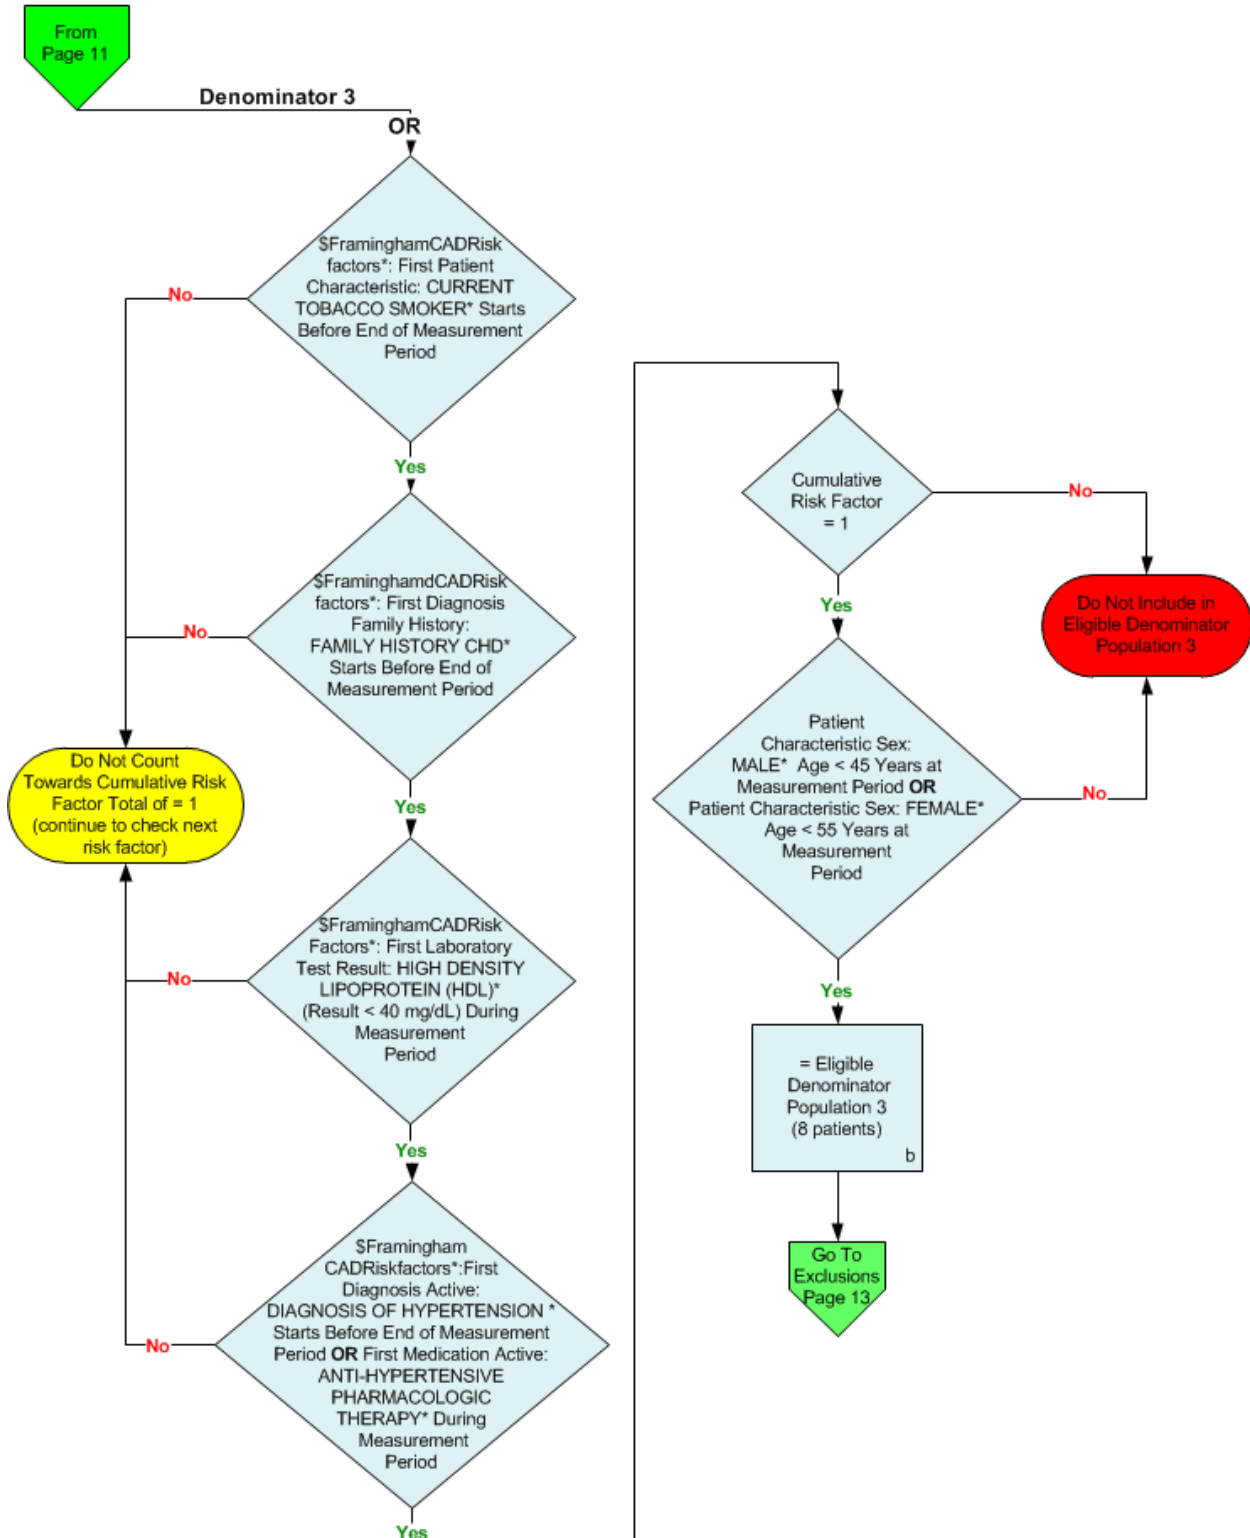 From
Page 11
Denominator 3
OR
$FraminghamCADRisk
factors*: First Patient
Characteristic: CURRENT
TOBACCO SMOKER* Starts
Before End of Measurement
Period
No
Yes
$FraminghamdCADRisk
factors*: First Diagnosis
Family History:
FAMILY HISTORY CHD*
Starts Before End of
Measurement Period
No
Do Not Count
Towards Cumulative Risk
Factor Total of = 1
(continue to check next
risk factor)
Yes
$FraminghamCADRisk
Factors*: First Laboratory
Test Result: HIGH DENSITY
LIPOPROTEIN (HDL)*
(Result < 40 mg/dL) During
Measurement
Period
No
Yes
$Framingham
CADRiskfactors*:First
Diagnosis Active:
DIAGNOSIS OF HYPERTENSION *
Starts Before End of Measurement
Period OR First Medication Active:
ANTI-HYPERTENSIVE
PHARMACOLOGIC
THERAPY* During
Measurement
Period
No
Yes
Cumulative
Risk Factor
= 1
No
Yes
Do Not Include in
Eligible Denominator
Population 3
Patient
Characteristic Sex:
MALE* Age < 45 Years at
Measurement Period OR
Patient Characteristic Sex: FEMALE*
Age < 55 Years at
Measurement
Period
No
Yes
= Eligible
Denominator
Population 3
(8 patients)
b
Go To
Exclusions
Page 13